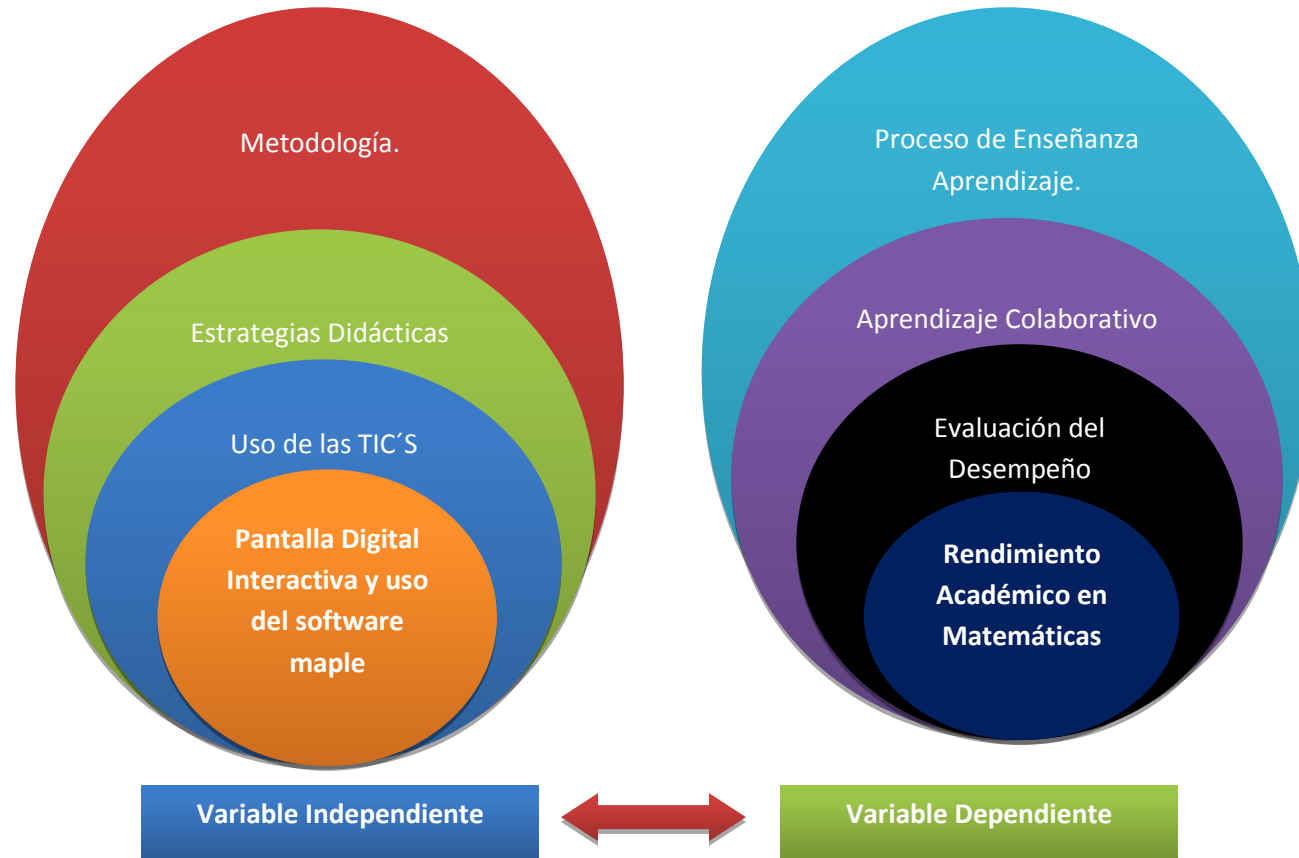 Metodología.
Estrategias Didácticas
Uso de las TIC´S
Pantalla Digital
Interactiva y uso
del software
maple
Proceso de Enseñanza
Aprendizaje.
Aprendizaje Colaborativo
Evaluación del
Desempeño
Rendimiento
Académico en
Matemáticas
Variable Independiente
Variable Dependiente